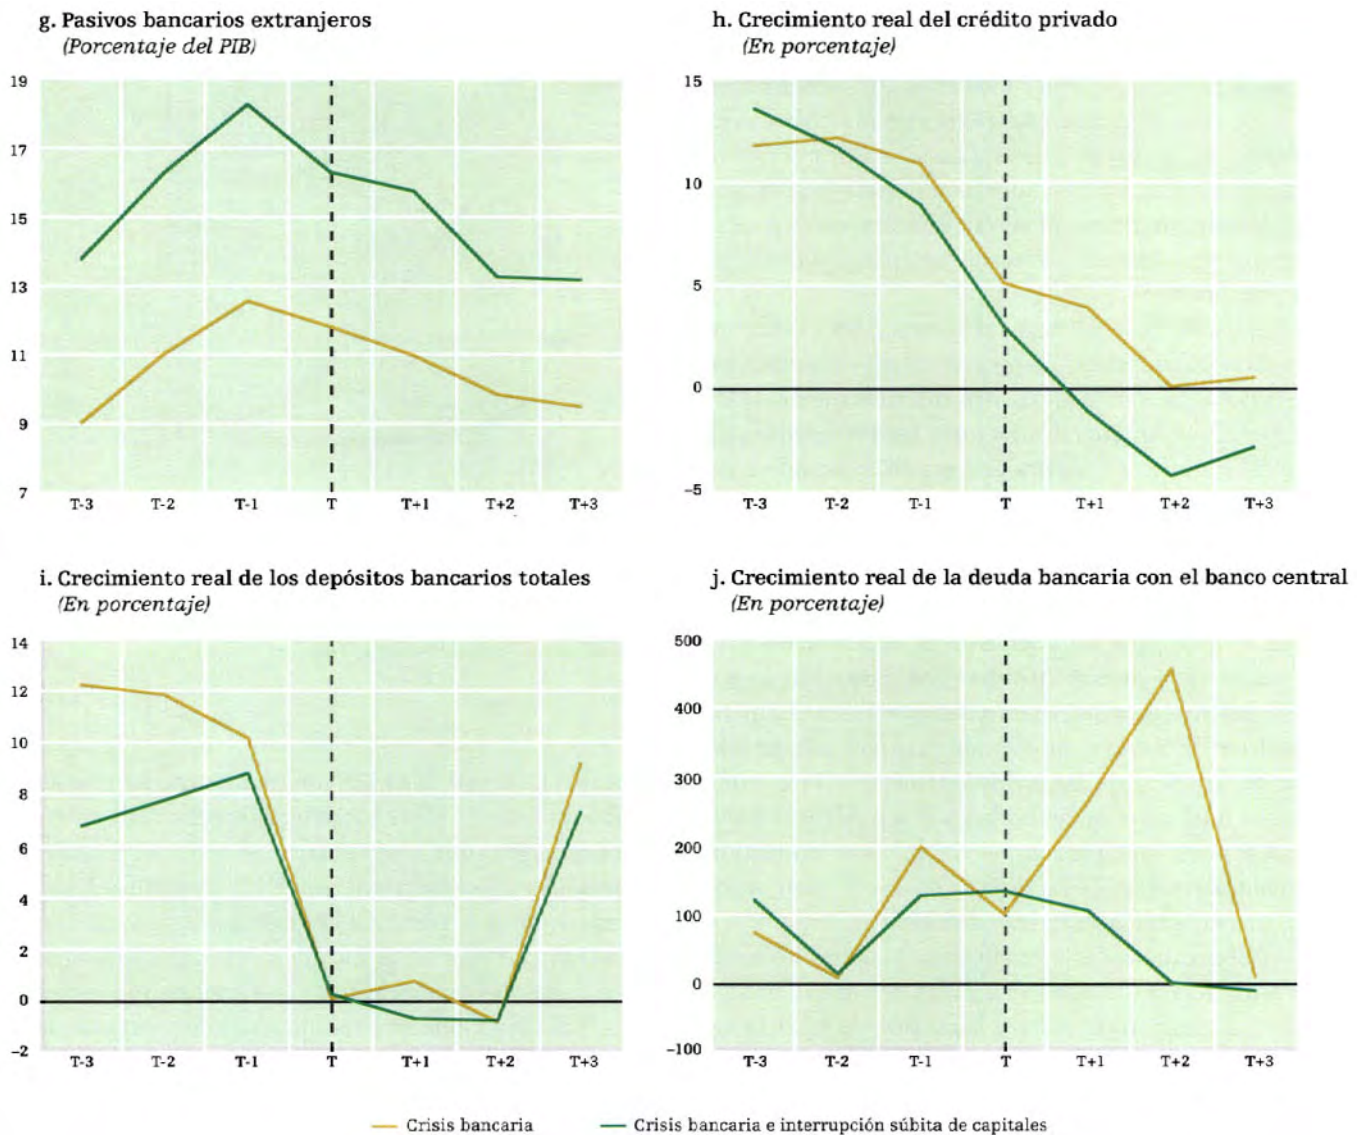 g. Pasivos bancarios extranjeros
(Porcentaje del PIB)
19
17
15
13
11
9
7
T-3 T-2 T-1 T T+1 T+2 T+3
h. Crecimiento real del crédito privado
(En porcentaje)
15
10
5
0
–5
T-3 T-2 T-1 T T+1 T+2 T+3
i. Crecimiento real de los depósitos bancarios totales
(En porcentaje)
14
12
10
8
6
4
2
0
–2
T-3 T-2 T-1 T T+1 T+2 T+3
j. Crecimiento real de la deuda bancaria con el banco central
(En porcentaje)
500
400
300
200
100
0
–100
T-3 T-2 T-1 T T+1 T+2 T+3
Crisis bancaria
Crisis bancaria e interrupción súbita de capitales